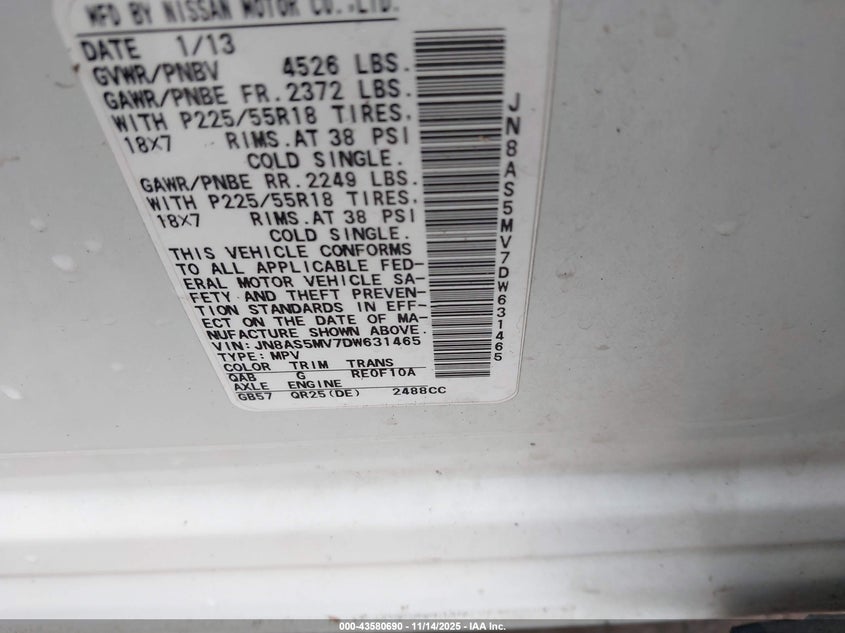 MFD BY NISSAN MOTOR CO.,LTD.
DATE 1/13
GVWR/PNBV 4526 LBS.
GAWR/PNBE FR.2372 LBS.
WITH P225/55R18 TIRES.
18X7 RIMS.AT 38 PSI
COLD SINGLE.
GAWR/PNBE RR.2249 LBS.
WITH P225/55R18 TIRES.
18X7 RIMS.AT 38 PSI
COLD SINGLE.
THIS VEHICLE CONFORMS
TO ALL APPLICABLE FED-
ERAL MOTOR VEHICLE SA-
FETY AND THEFT PREVEN-
TION STANDARDS IN EFF-
ECT ON THE DATE OF MA-
NUFACTURE SHOWN ABOVE.
VIN:JN8AS5MV7DW631465
TYPE:MPV
COLOR TRIM TRANS
QAB G RE0F10A
AXLE ENGINE
GB57 QR25(DE) 2488CC
JN8AS5MV7DW631465
000-43580690 - 11/14/2025 - IAA Inc.